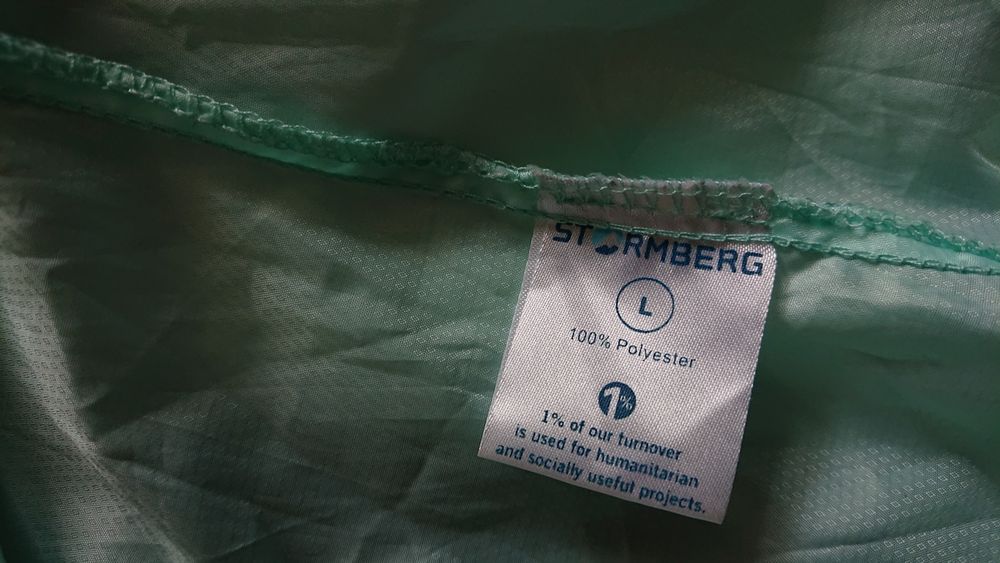 STORMBERG
L
100% Polyester
1%
1% of our turnover
is used for humanitarian
and socially useful projects.